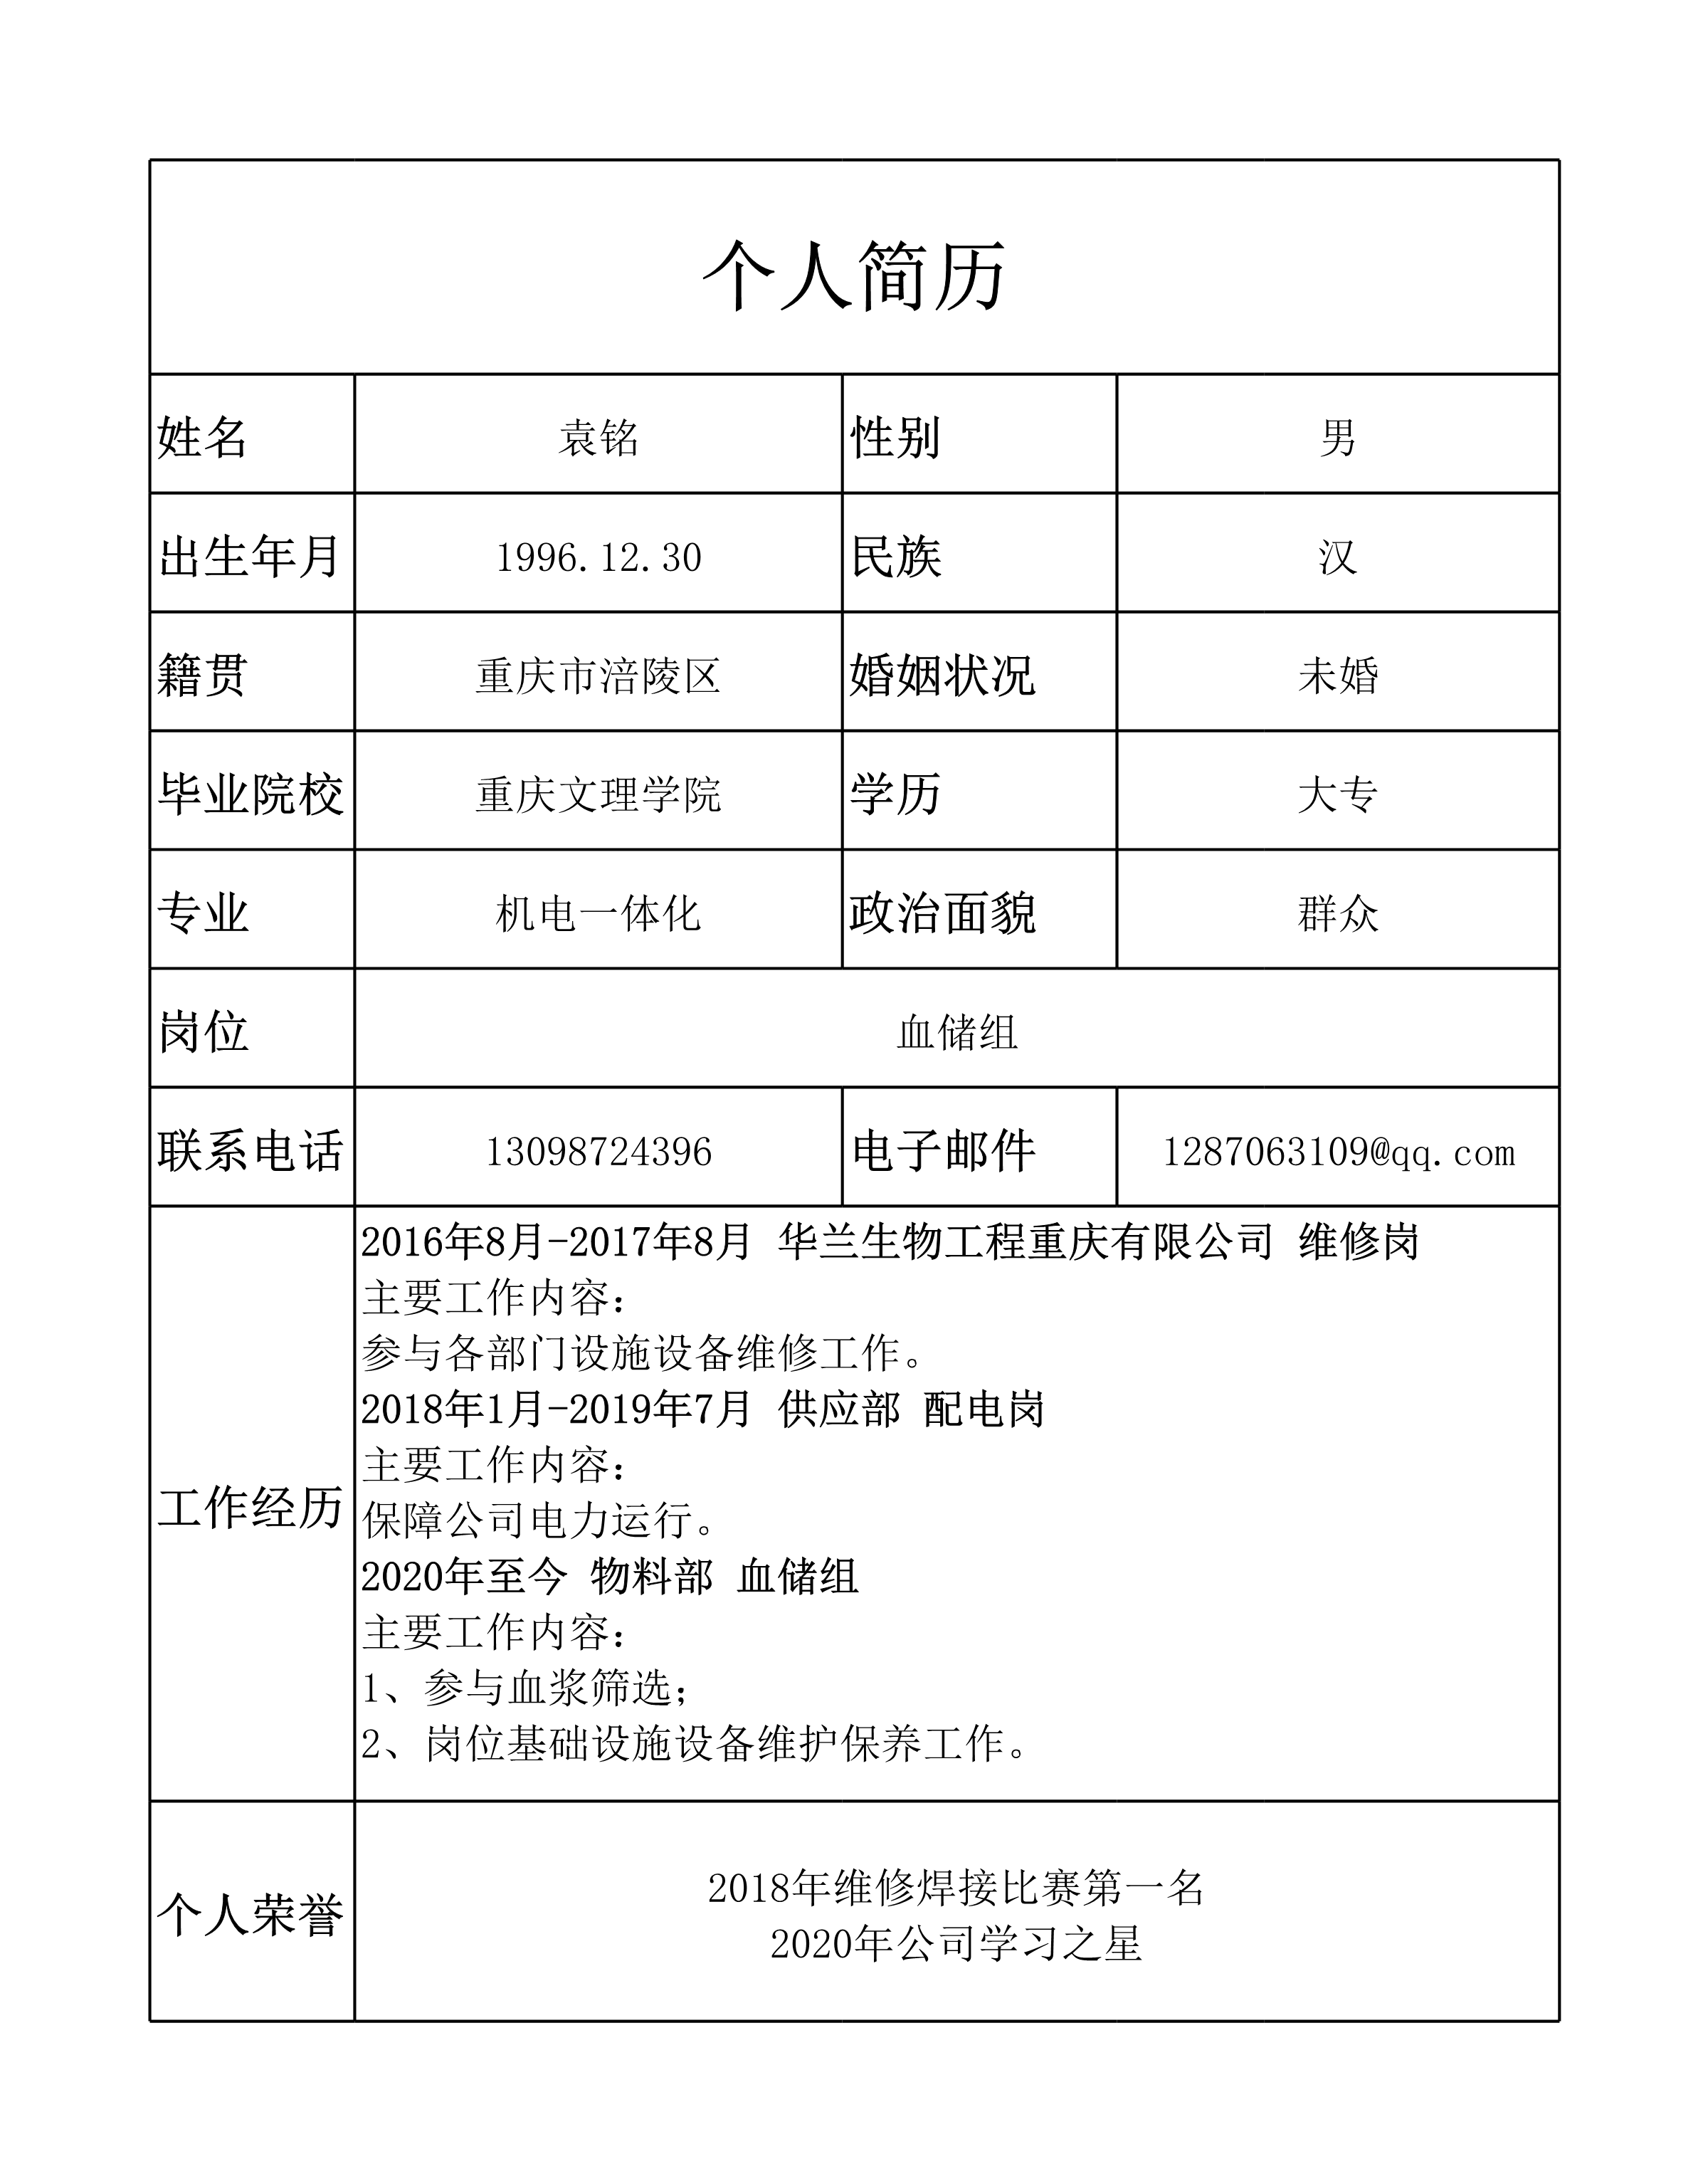 个人简历
姓名 袁铭 性别 男
出生年月 1996.12.30 民族 汉
籍贯 重庆市涪陵区 婚姻状况 未婚
毕业院校 重庆文理学院 学历 大专
专业 机电一体化 政治面貌 群众
岗位 血储组
联系电话 13098724396 电子邮件 1287063109@qq.com
工作经历
2016年8月-2017年8月 华兰生物工程重庆有限公司 维修岗
主要工作内容：
参与各部门设施设备维修工作。
2018年1月-2019年7月 供应部 配电岗
主要工作内容：
保障公司电力运行。
2020年至今 物料部 血储组
主要工作内容：
1、参与血浆筛选；
2、岗位基础设施设备维护保养工作。
个人荣誉
2018年维修焊接比赛第一名
2020年公司学习之星